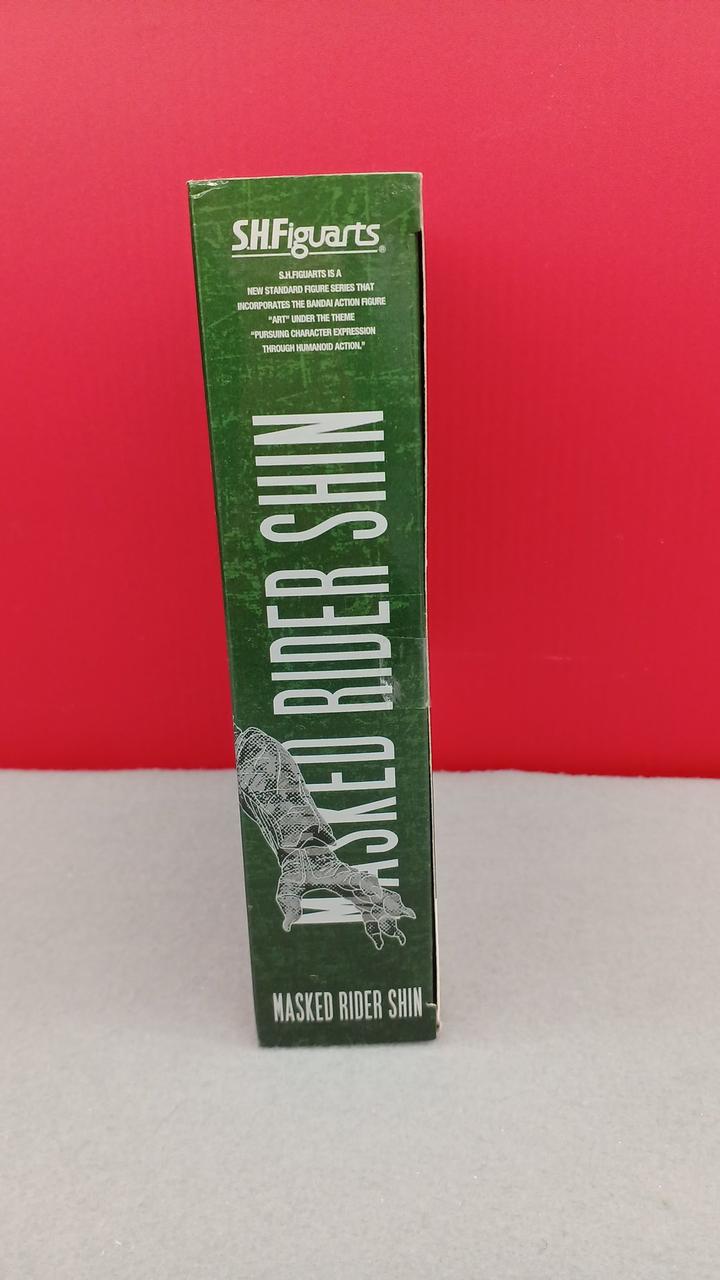 S.H.Figuarts®
S.H.FIGUARTS IS A
NEW STANDARD FIGURE SERIES THAT
INCORPORATES THE BANDAI ACTION FIGURE
"ART" UNDER THE THEME
"PURSUING CHARACTER EXPRESSION
THROUGH HUMANOID ACTION."
MASKED RIDER SHIN
MASKED RIDER SHIN